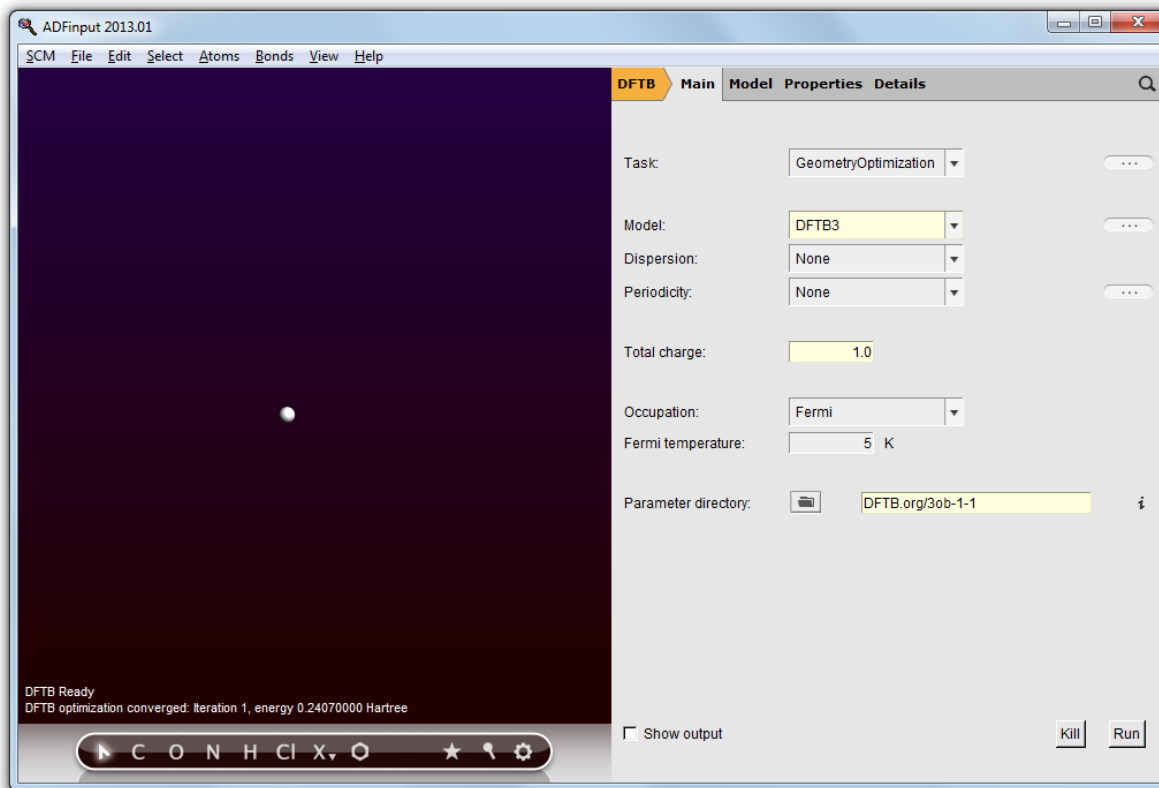 ADFinput 2013.01
SCM File Edit Select Atoms Bonds View Help
DFTB Main Model Properties Details
Task: GeometryOptimization
Model: DFTB3
Dispersion: None
Periodicity: None
Total charge: 1.0
Occupation: Fermi
Fermi temperature: 5 K
Parameter directory: DFTB.org/3ob-1-1 i
DFTB Ready
DFTB optimization converged: Iteration 1, energy 0.24070000 Hartree
C O N H Cl X
Show output Kill Run